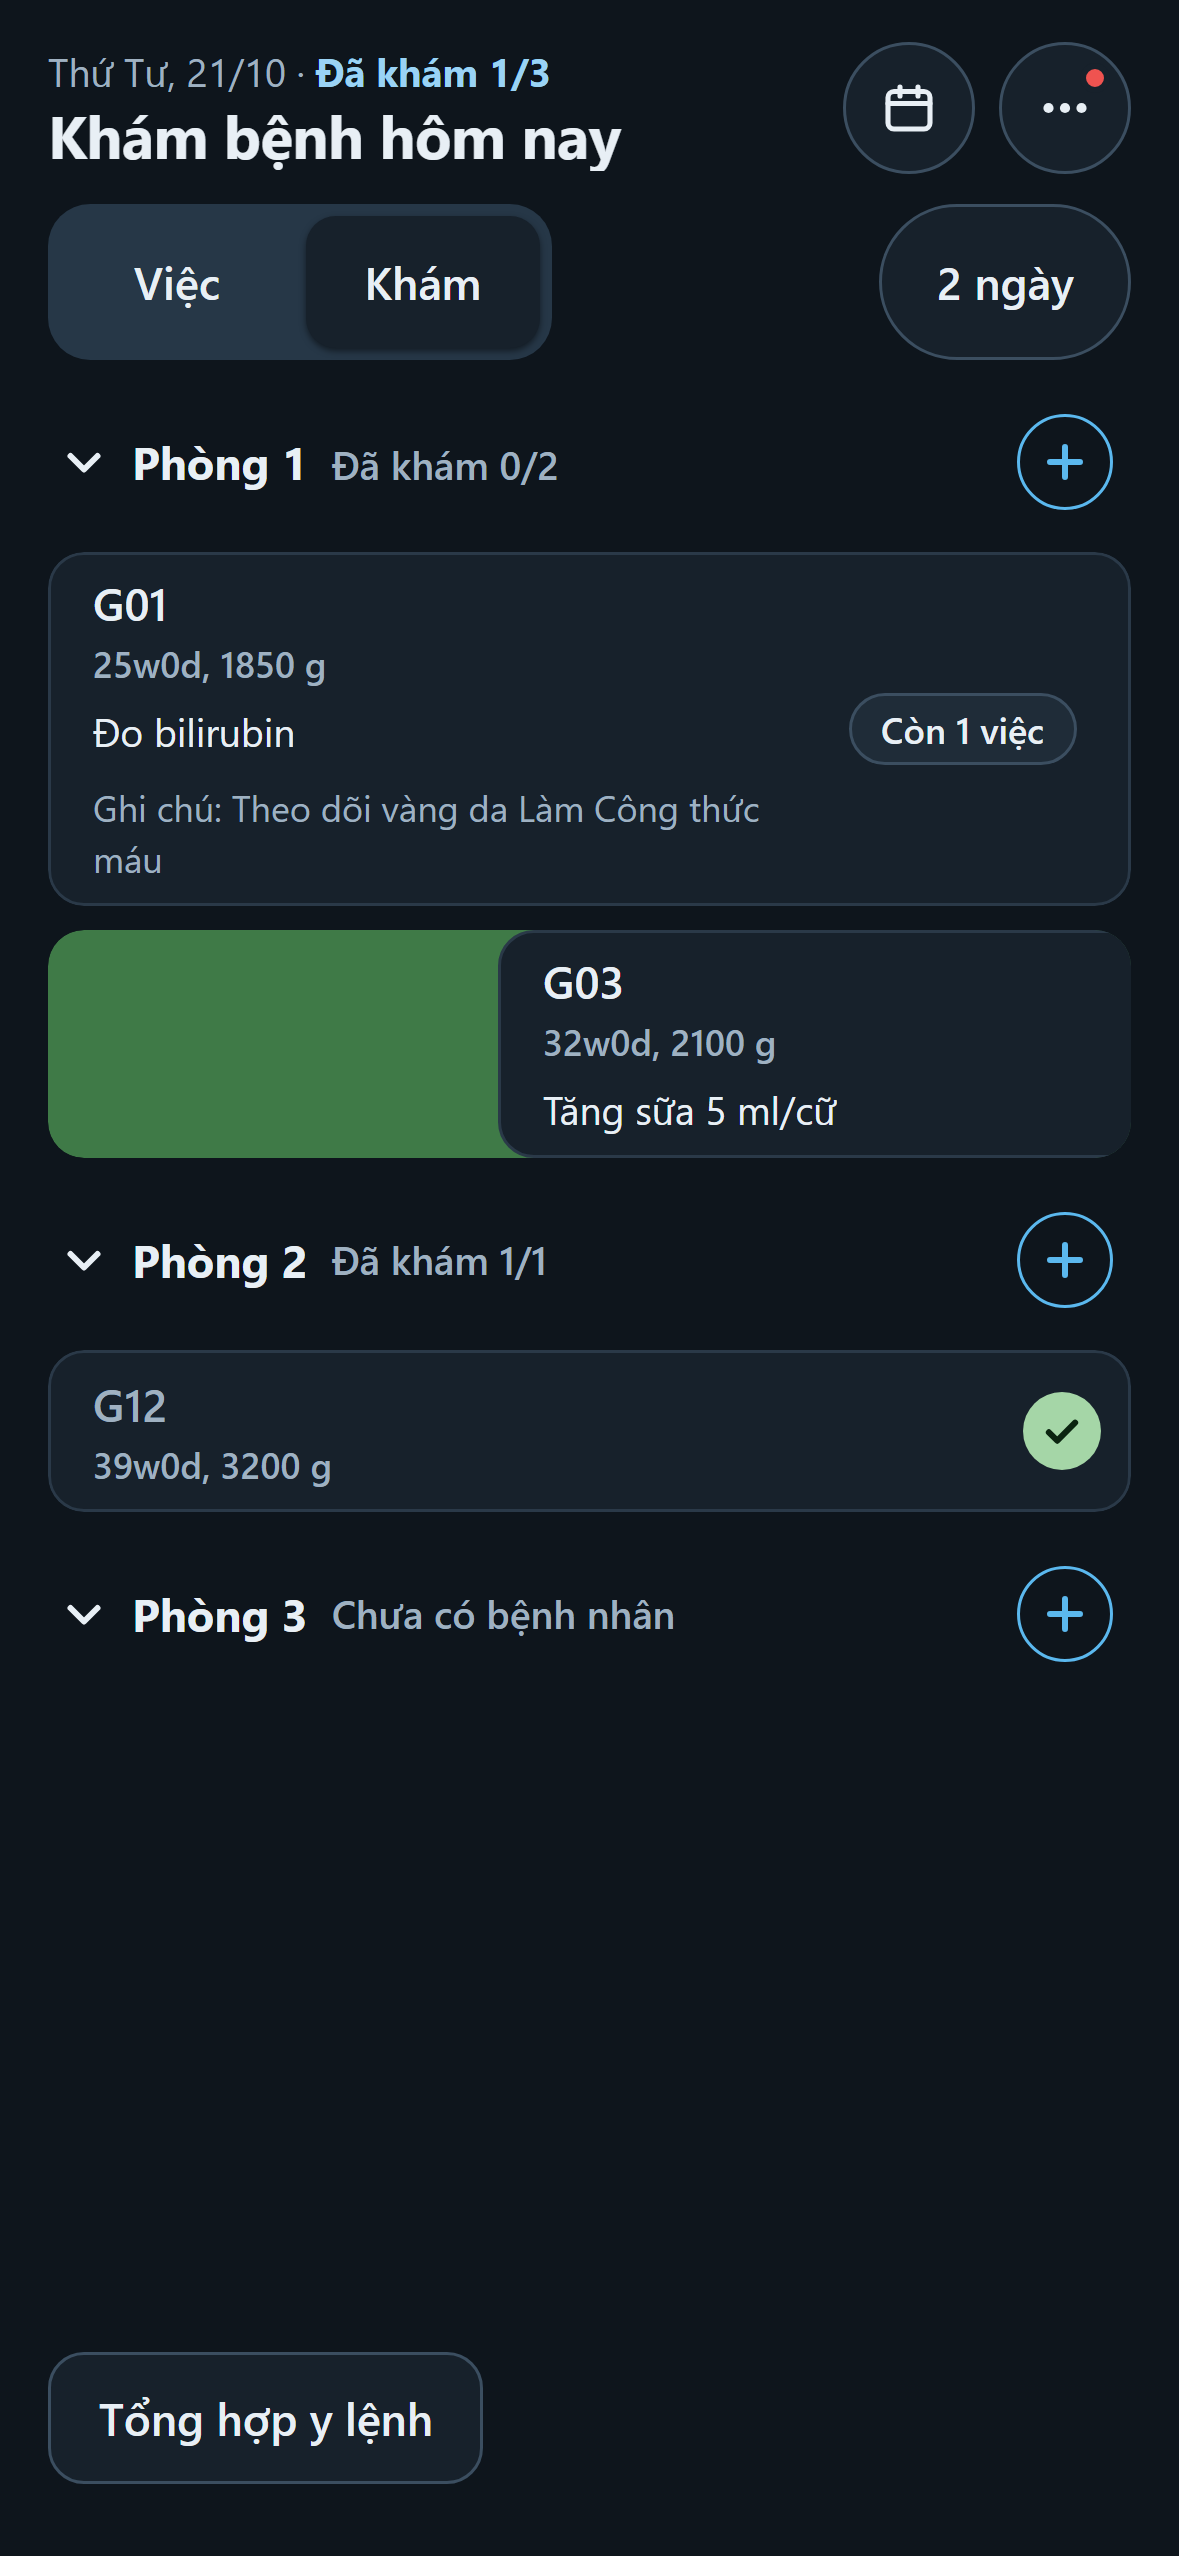 Thứ Tư, 21/10 · Đã khám 1/3
Khám bệnh hôm nay
Việc
Khám
2 ngày
Phòng 1 Đã khám 0/2
G01
25w0d, 1850 g
Đo bilirubin
Còn 1 việc
Ghi chú: Theo dõi vàng da Làm Công thức
máu
G03
32w0d, 2100 g
Tăng sữa 5 ml/cữ
Phòng 2 Đã khám 1/1
G12
39w0d, 3200 g
Phòng 3 Chưa có bệnh nhân
Tổng hợp y lệnh